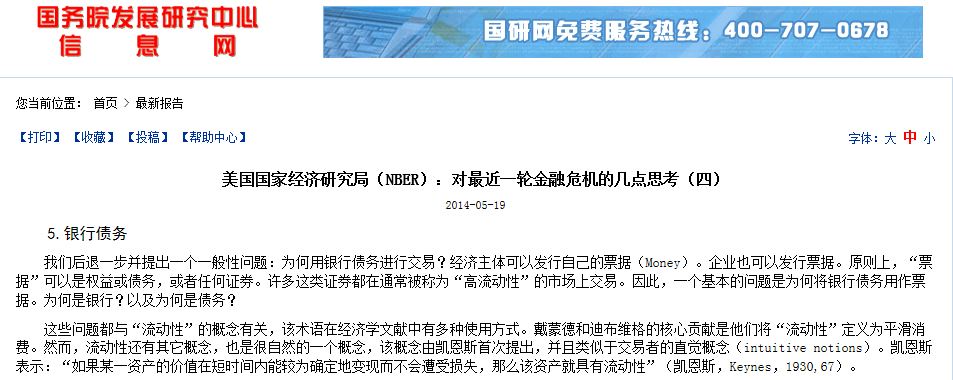 国务院发展研究中心
信息网
国研网免费服务热线：400-707-0678
您当前位置： 首页 > 最新报告
【打印】 【收藏】 【投稿】 【帮助中心】 字体：大 中 小
美国国家经济研究局（NBER）：对最近一轮金融危机的几点思考（四）
2014-05-19
5. 银行债务
我们后退一步并提出一个一般性问题：为何用银行债务进行交易？经济主体可以发行自己的票据（Money）。企业也可以发行票据。原则上，“票
据”可以是权益或债务，或者任何证券。许多这类证券都在通常被称为“高流动性”的市场上交易。因此，一个基本的问题是为何将银行债务用作票
据。为何是银行？以及为何是债务？
这些问题都与“流动性”的概念有关，该术语在经济学文献中有多种使用方式。戴蒙德和迪布维格的核心贡献是他们将“流动性”定义为平滑消
费。然而，流动性还有其它概念，也是很自然的一个概念，该概念由凯恩斯首次提出，并且类似于交易者的直觉概念（intuitive notions）。凯恩斯
表示：“如果某一资产的价值在短时间内能较为确定地变现而不会遭受损失，那么该资产就具有流动性”（凯恩斯，Keynes，1930,67）。